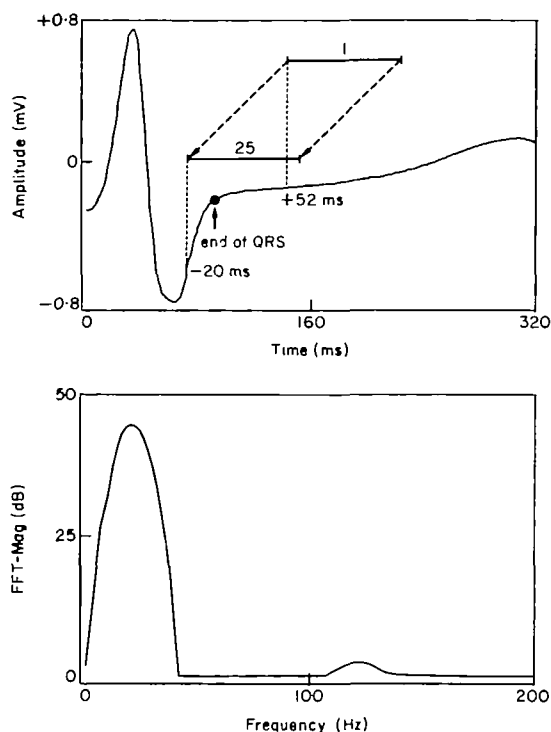 +0·8
Amplitude (mV)
0
−0·8
1
25
+52 ms
end of QRS
−20 ms
0
160
320
Time (ms)
50
FFT-Mag (dB)
25
0
0
100
200
Frequency (Hz)